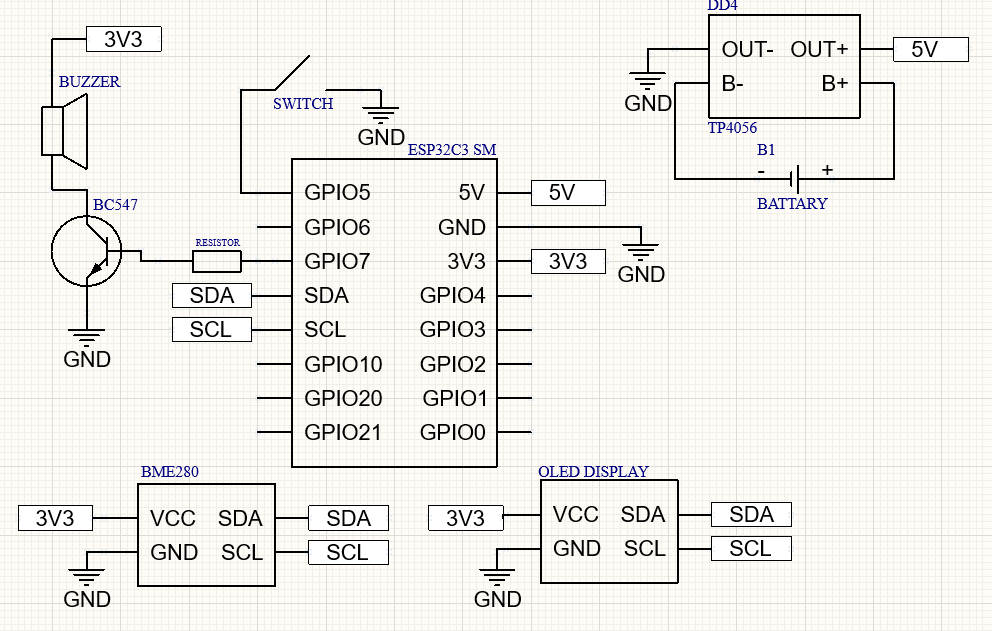 3V3
BUZZER
BC547
GND
SWITCH
GND
RESISTOR
SDA
SCL
ESP32C3 SM
GPIO5 5V
GPIO6 GND
GPIO7 3V3
SDA GPIO4
SCL GPIO3
GPIO10 GPIO2
GPIO20 GPIO1
GPIO21 GPIO0
5V
3V3
GND
DD4
OUT- OUT+
B- B+
TP4056
5V
GND
B1
- +
BATTARY
BME280
3V3
VCC SDA
GND SCL
SDA
SCL
GND
OLED DISPLAY
3V3
VCC SDA
GND SCL
SDA
SCL
GND